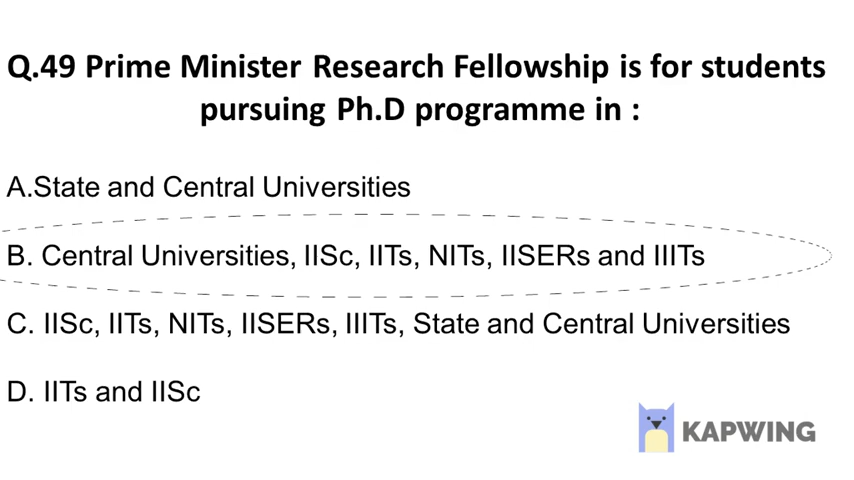 Q.49 Prime Minister Research Fellowship is for students
pursuing Ph.D programme in :
A.State and Central Universities
B. Central Universities, IISc, IITs, NITs, IISERs and IIITs
C. IISc, IITs, NITs, IISERs, IIITs, State and Central Universities
D. IITs and IISc
KAPWING